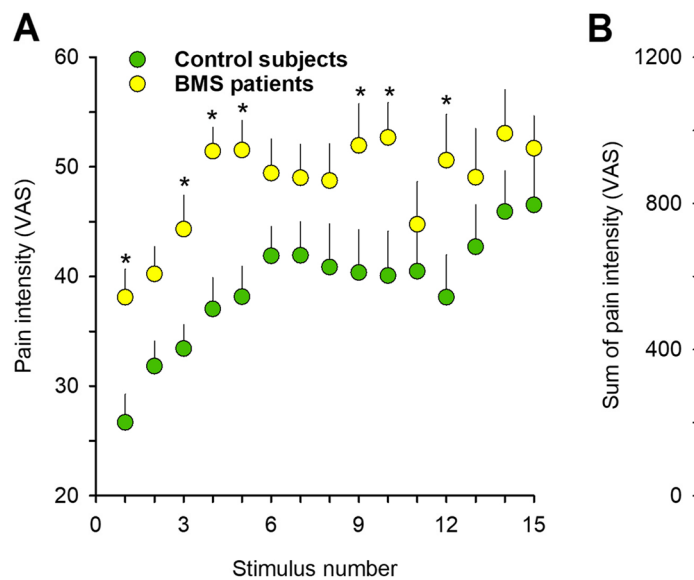 A
B
Control subjects
BMS patients
60
50
40
30
20
* * * * * * * *
0 3 6 9 12 15
Pain intensity (VAS)
Stimulus number
1200
800
400
0
Sum of pain intensity (VAS)